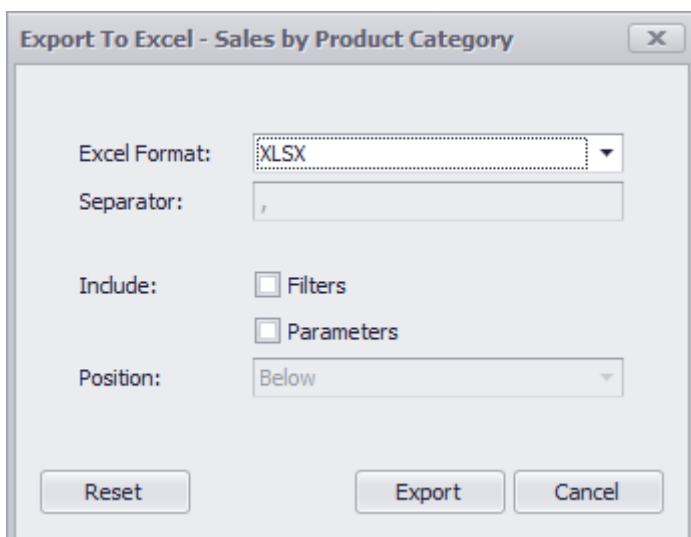 Export To Excel - Sales by Product Category
Excel Format: XLSX
Separator: ,
Include: Filters
Parameters
Position: Below
Reset Export Cancel